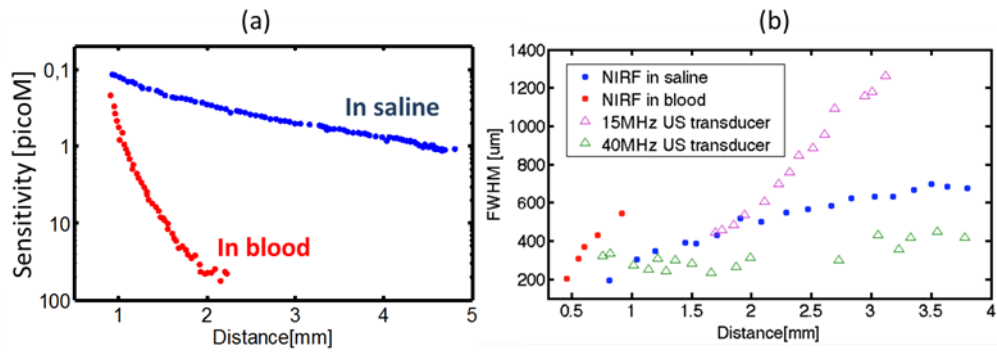 (a)
Sensitivity [picoM]
0,1
1
10
100
In saline
In blood
1
2
3
4
5
Distance[mm]
(b)
FWHM [um]
1400
1200
1000
800
600
400
200
NIRF in saline
NIRF in blood
15MHz US transducer
40MHz US transducer
0.5
1
1.5
2
2.5
3
3.5
4
Distance[mm]